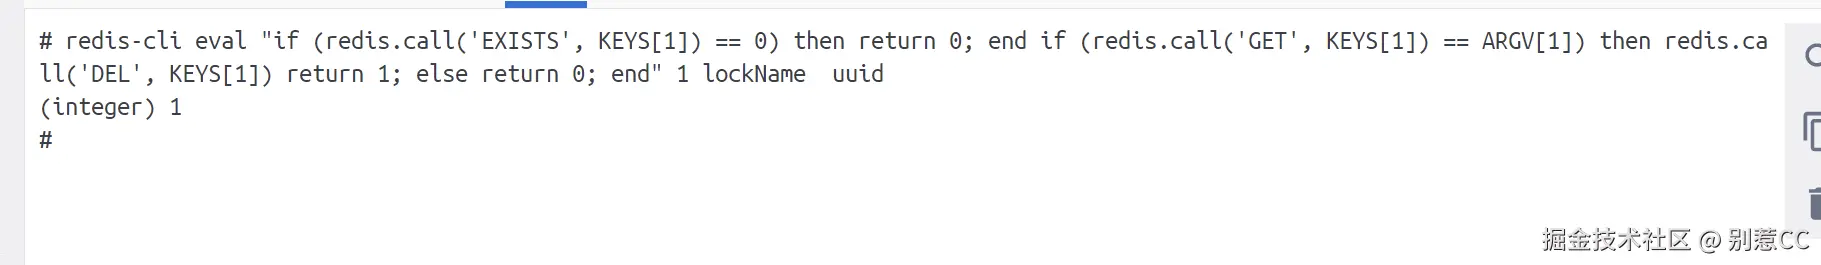 # redis-cli eval "if (redis.call('EXISTS', KEYS[1]) == 0) then return 0; end if (redis.call('GET', KEYS[1]) == ARGV[1]) then redis.ca
ll('DEL', KEYS[1]) return 1; else return 0; end" 1 lockName  uuid
(integer) 1
#
掘金技术社区 @ 别惹CC